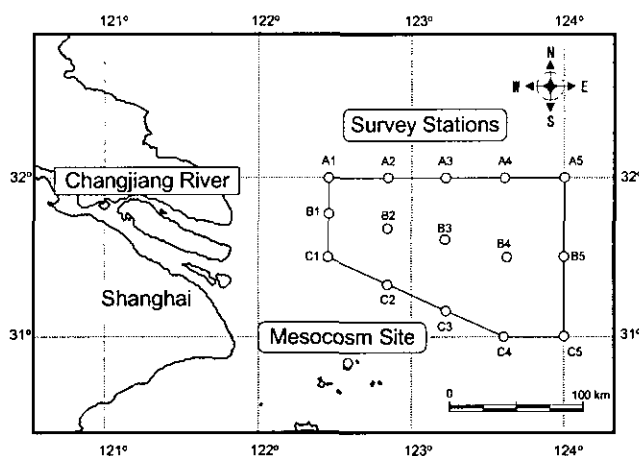 121° 122° 123° 124°
N
W E
S
Survey Stations
A1 A2 A3 A4 A5
32° 32°
Changjiang River
B1 B2 B3 B4 B5
C1
Shanghai
C2
C3
31° 31°
Mesocosm Site
C4 C5
0 100 km
121° 122° 123° 124°